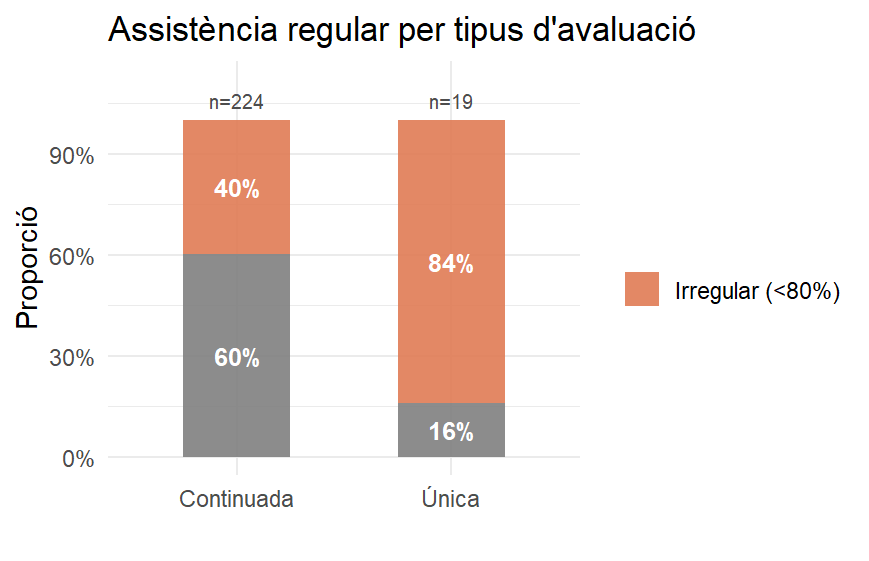 Assistència regular per tipus d'avaluació
n=224
n=19
90%
60%
30%
0%
Proporció
40%
60%
84%
16%
Irregular (<80%)
Continuada
Única